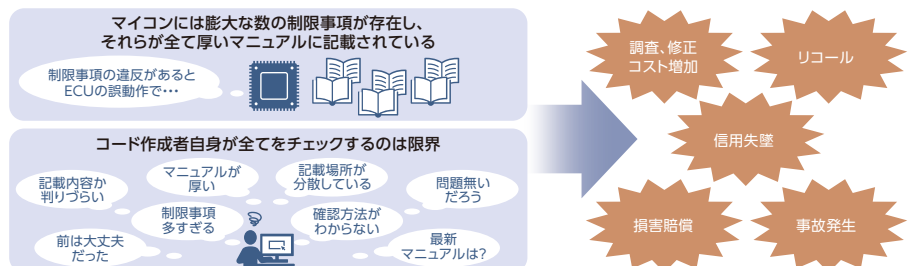 マイコンには膨大な数の制限事項が存在し、
それらが全て厚いマニュアルに記載されている
制限事項の違反があると
ECUの誤動作で・・・
コード作成者自身が全てをチェックするのは限界
記載内容か
判りづらい
マニュアルが
厚い
記載場所が
分散している
問題無い
だろう
制限事項
多すぎる
確認方法が
わからない
前は大丈夫
だった
最新
マニュアルは?
調査、修正
コスト増加
リコール
信用失墜
損害賠償
事故発生